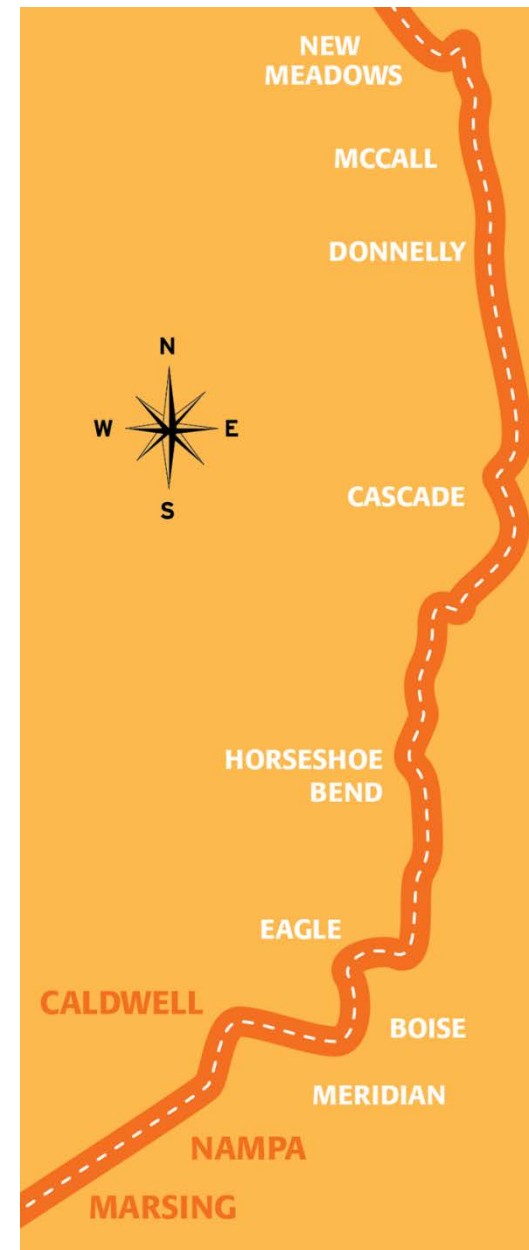 NEW
MEADOWS
MCCALL
DONNELLY
N
W E
S
CASCADE
HORSESHOE
BEND
EAGLE
CALDWELL
BOISE
MERIDIAN
NAMPA
MARSING